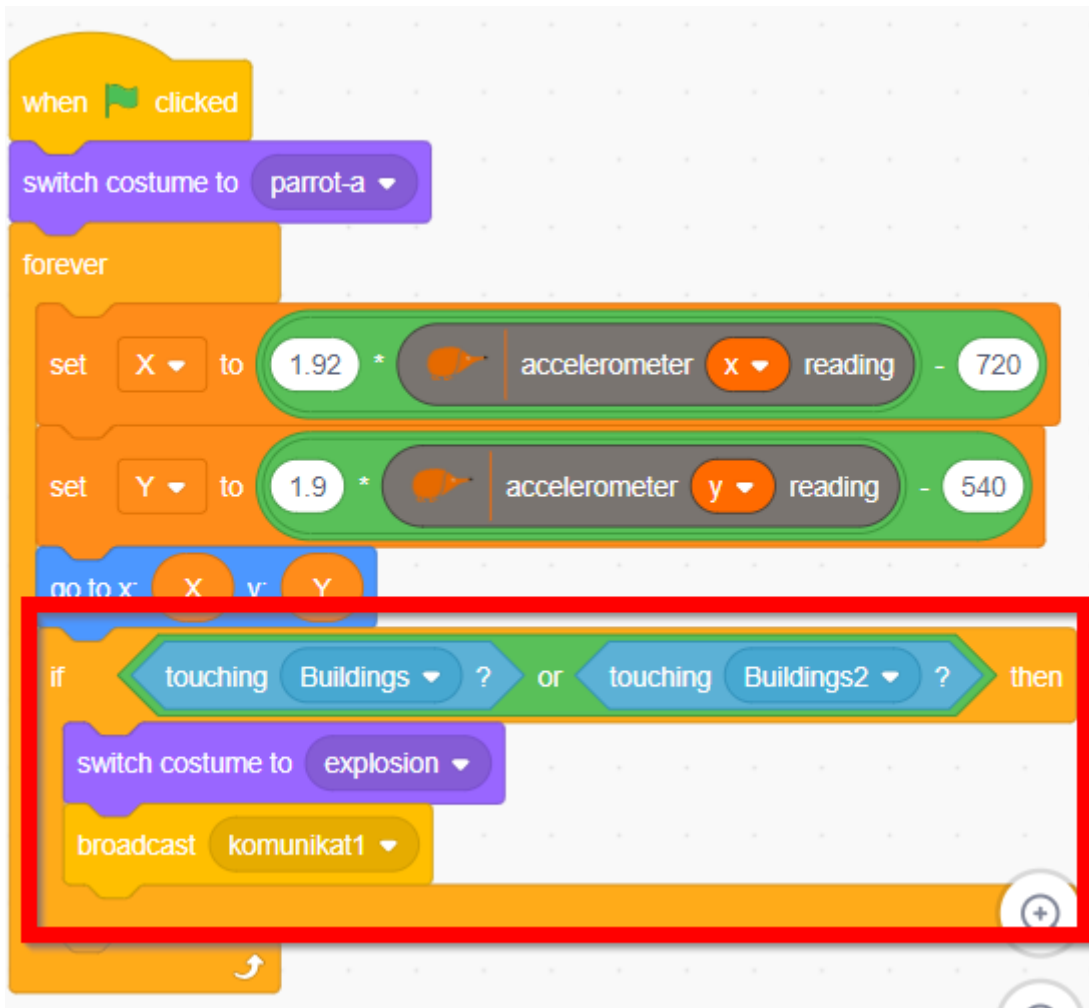 when clicked
switch costume to parrot-a
forever
set X to 1.92 * accelerometer x reading - 720
set Y to 1.9 * accelerometer y reading - 540
go to x: X y: Y
if touching Buildings ? or touching Buildings2 ? then
switch costume to explosion
broadcast komunikat1